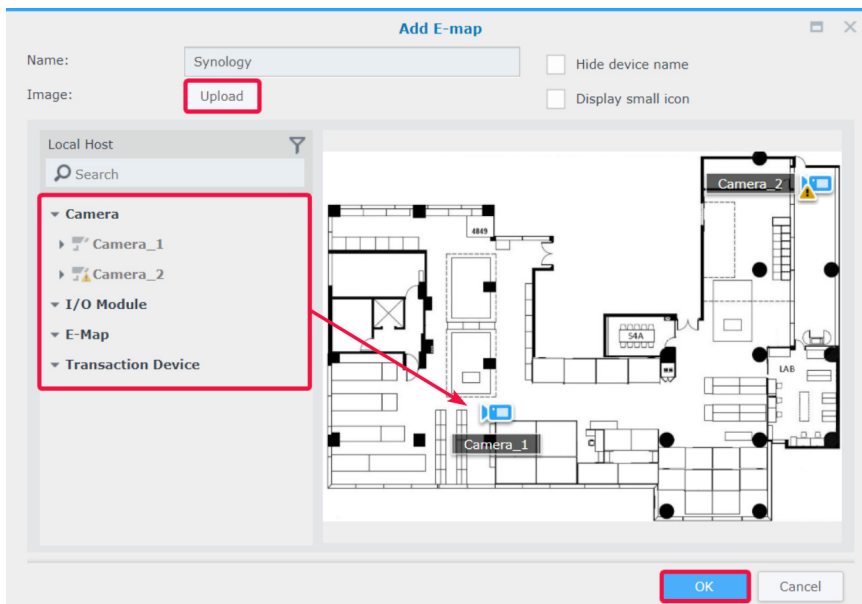 Add E-map
Name:
Synology
Hide device name
Image:
Upload
Display small icon
Local Host
Search
Camera
Camera_1
Camera_2
I/O Module
E-Map
Transaction Device
Camera_2
4849
S4A
LAB
Camera_1
OK
Cancel